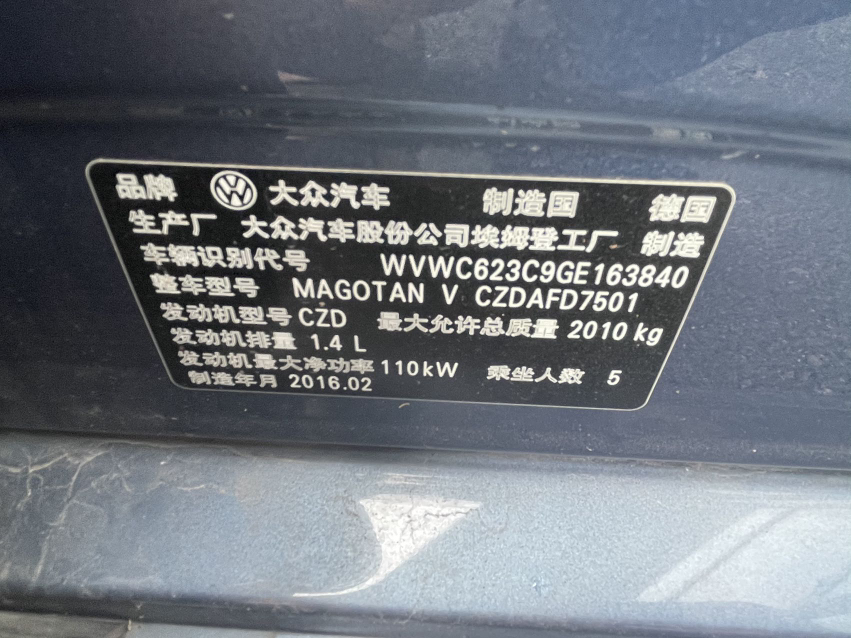 品牌 大众汽车 制造国 德国
生产厂 大众汽车股份公司埃姆登工厂 制造
车辆识别代号 WVWC623C9GE163840
整车型号 MAGOTAN V CZDAFD7501
发动机型号 CZD 最大允许总质量 2010 kg
发动机排量 1.4 L
发动机最大净功率 110kW 乘坐人数 5
制造年月 2016.02